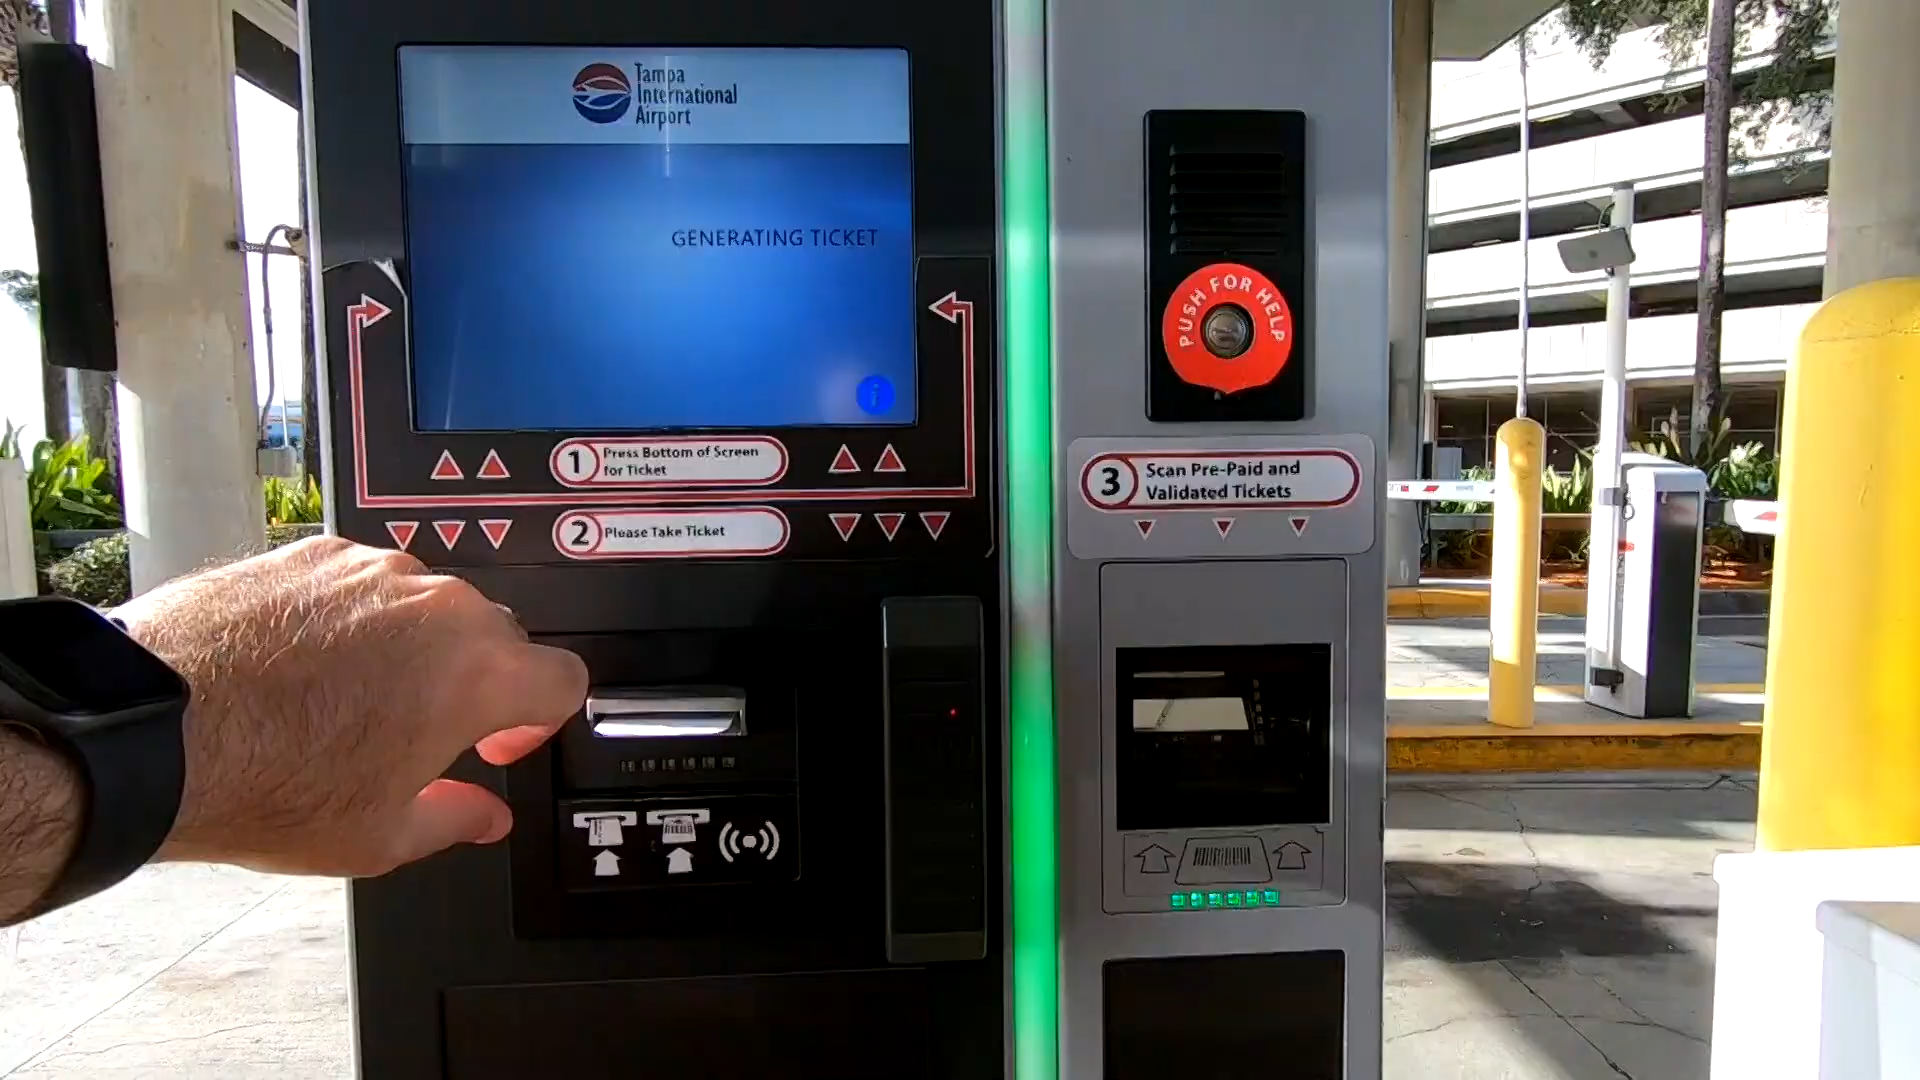 Tampa
International
Airport
GENERATING TICKET
i
1 Press Bottom of Screen
for Ticket
2 Please Take Ticket
PUSH FOR HELP
3 Scan Pre-Paid and
Validated Tickets